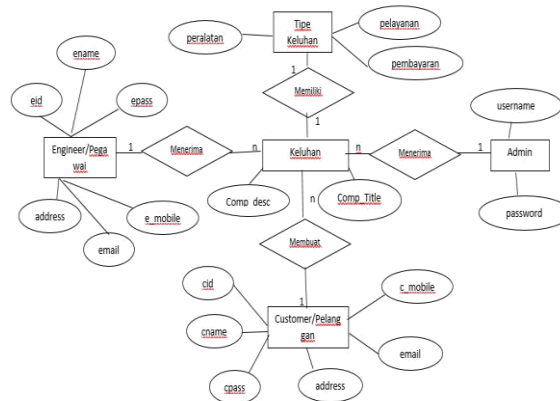 Tipe
Keluhan
peralatan
pelayanan
pembayaran
1
Memiliki
1
ename
eid
epass
username
Engineer/Pega
wai
1
Menerima
n
Keluhan
n
Menerima
1
Admin
Comp_desc
n
Comp_Title
address
e_mobile
email
password
Membuat
cid
c_mobile
1
cname
Customer/Pelang
gan
email
cpass
address